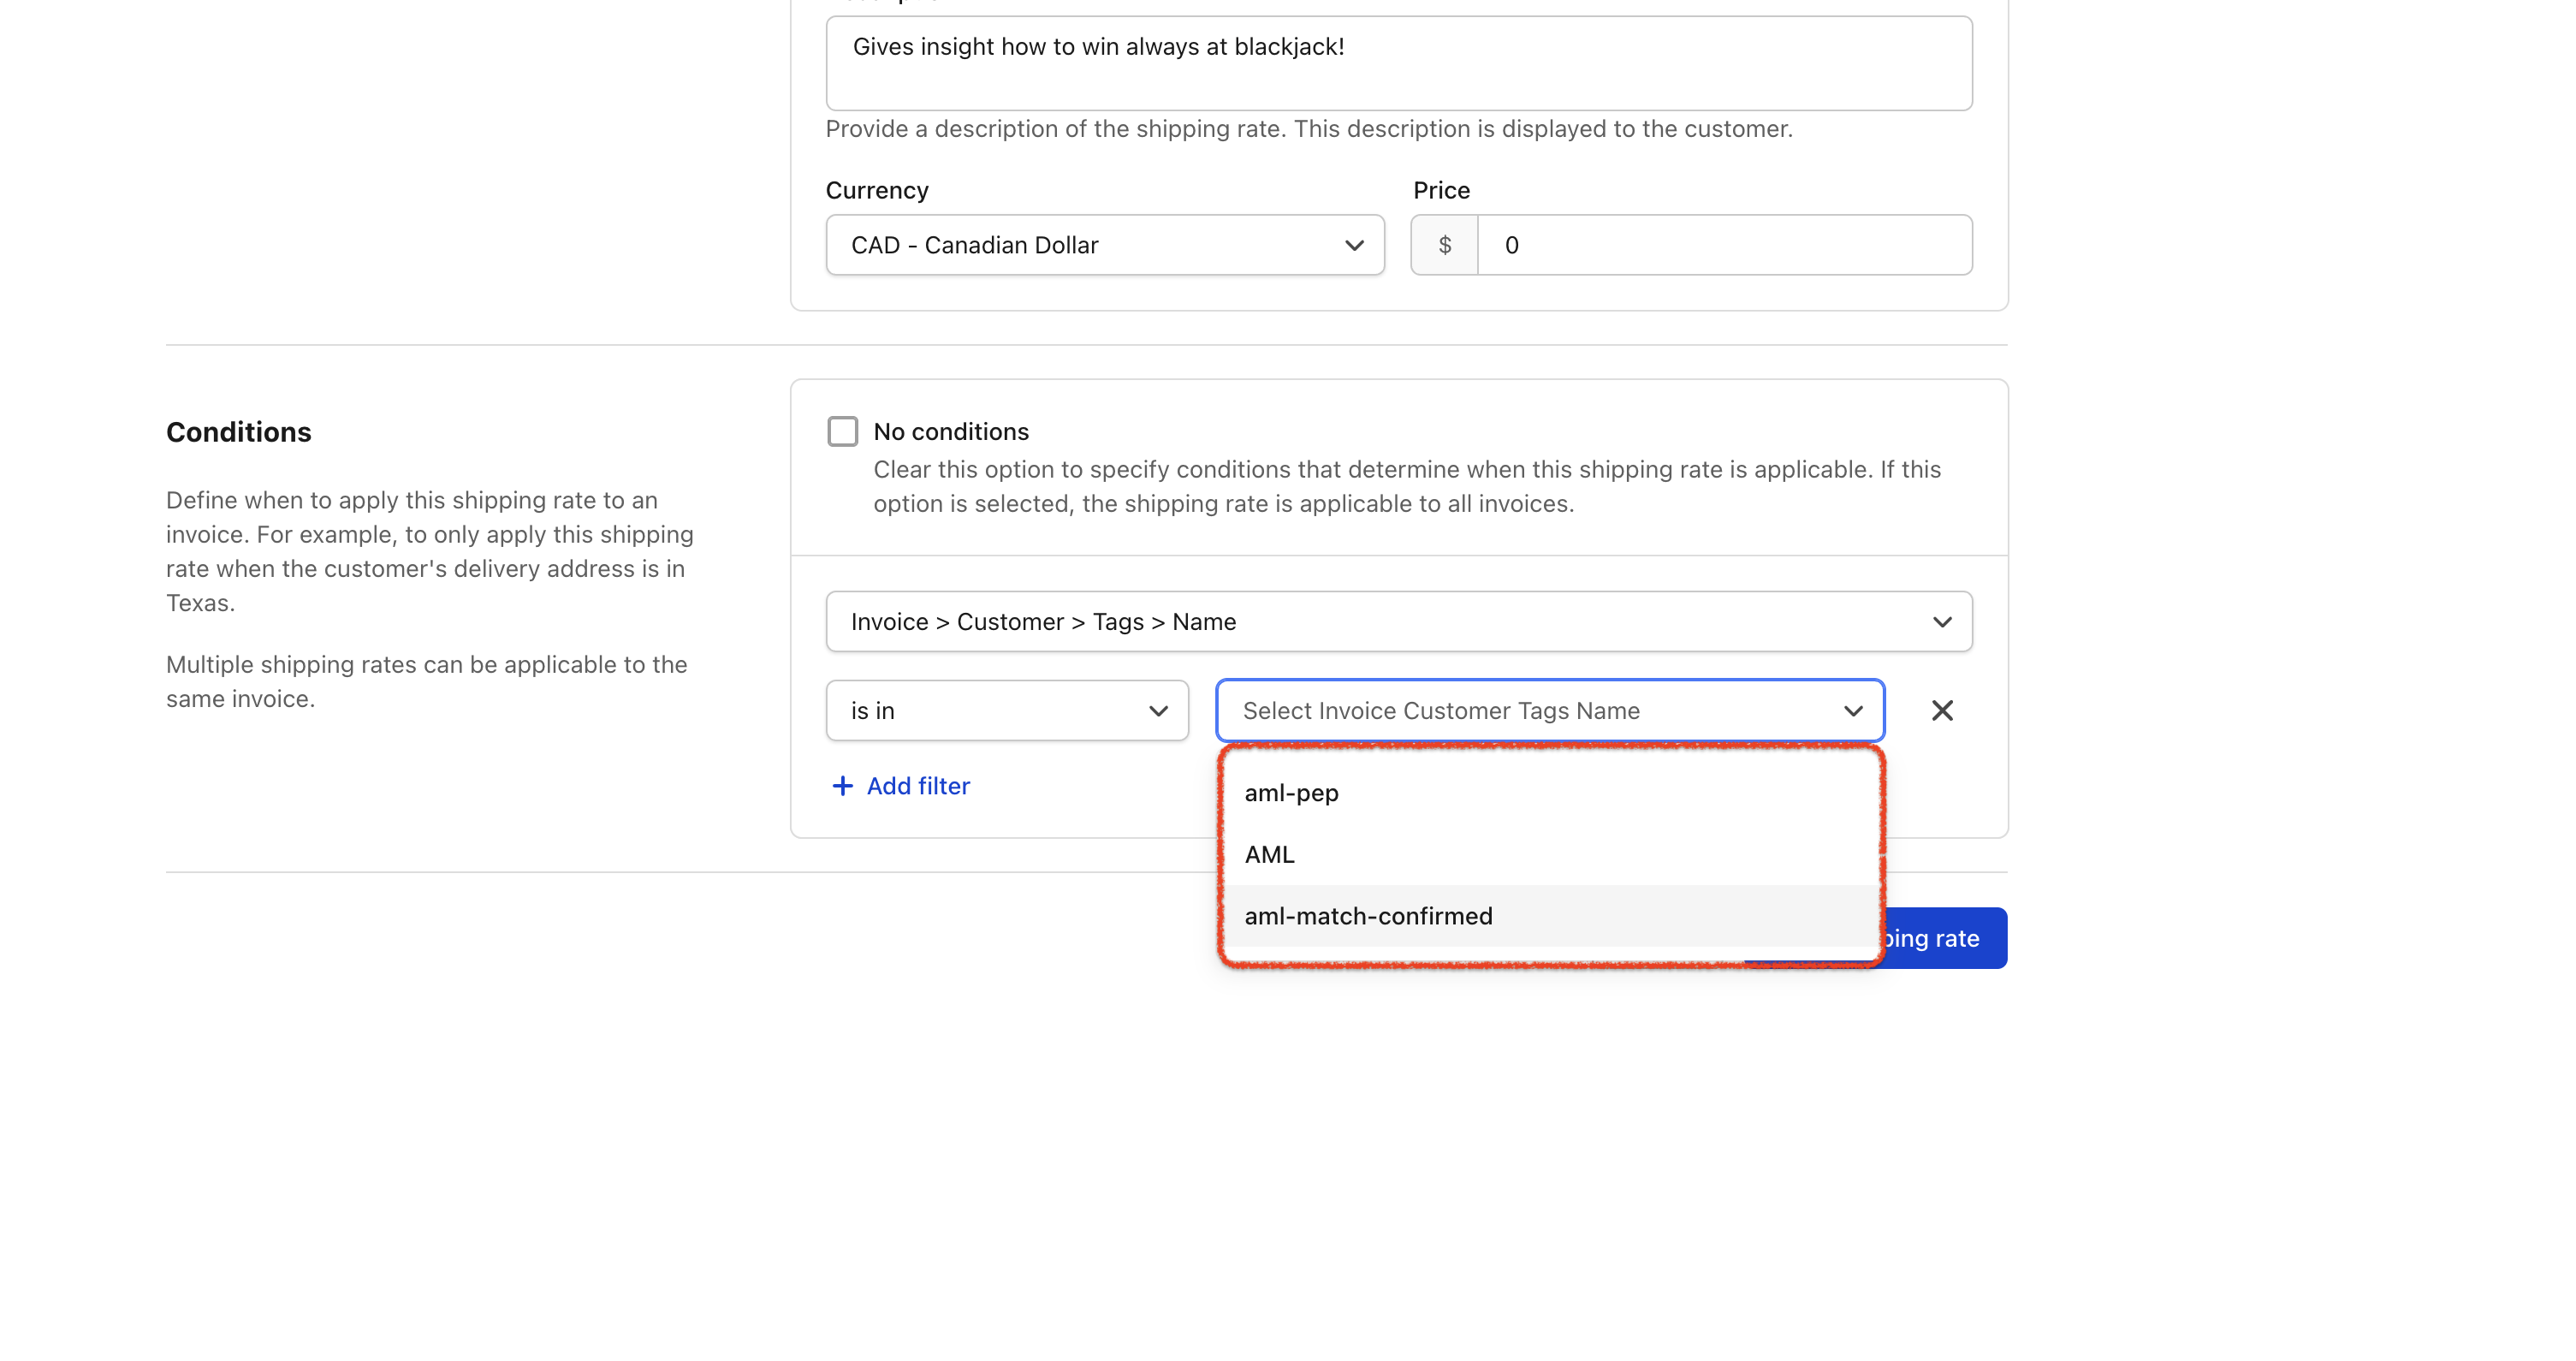 Gives insight how to win always at blackjack!
Provide a description of the shipping rate. This description is displayed to the customer.
Currency
Price
CAD - Canadian Dollar
$
0
Conditions
Define when to apply this shipping rate to an
invoice. For example, to only apply this shipping
rate when the customer's delivery address is in
Texas.
Multiple shipping rates can be applicable to the
same invoice.
No conditions
Clear this option to specify conditions that determine when this shipping rate is applicable. If this
option is selected, the shipping rate is applicable to all invoices.
Invoice > Customer > Tags > Name
is in
Select Invoice Customer Tags Name
Add filter
aml-pep
AML
aml-match-confirmed
rate